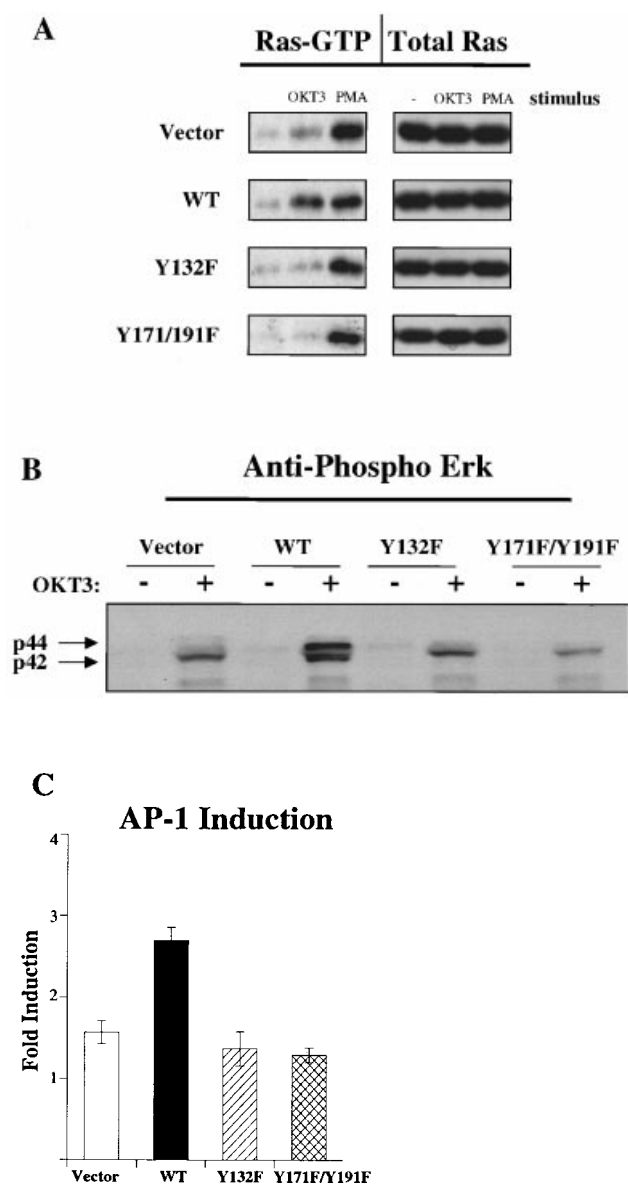 A
Ras-GTP Total Ras
OKT3 PMA - OKT3 PMA stimulus
Vector
WT
Y132F
Y171/191F
B
Anti-Phospho Erk
Vector WT Y132F Y171F/Y191F
OKT3: - + - + - + - +
p44
p42
C
AP-1 Induction
Fold Induction
4
3
2
1
Vector WT Y132F Y171F/Y191F